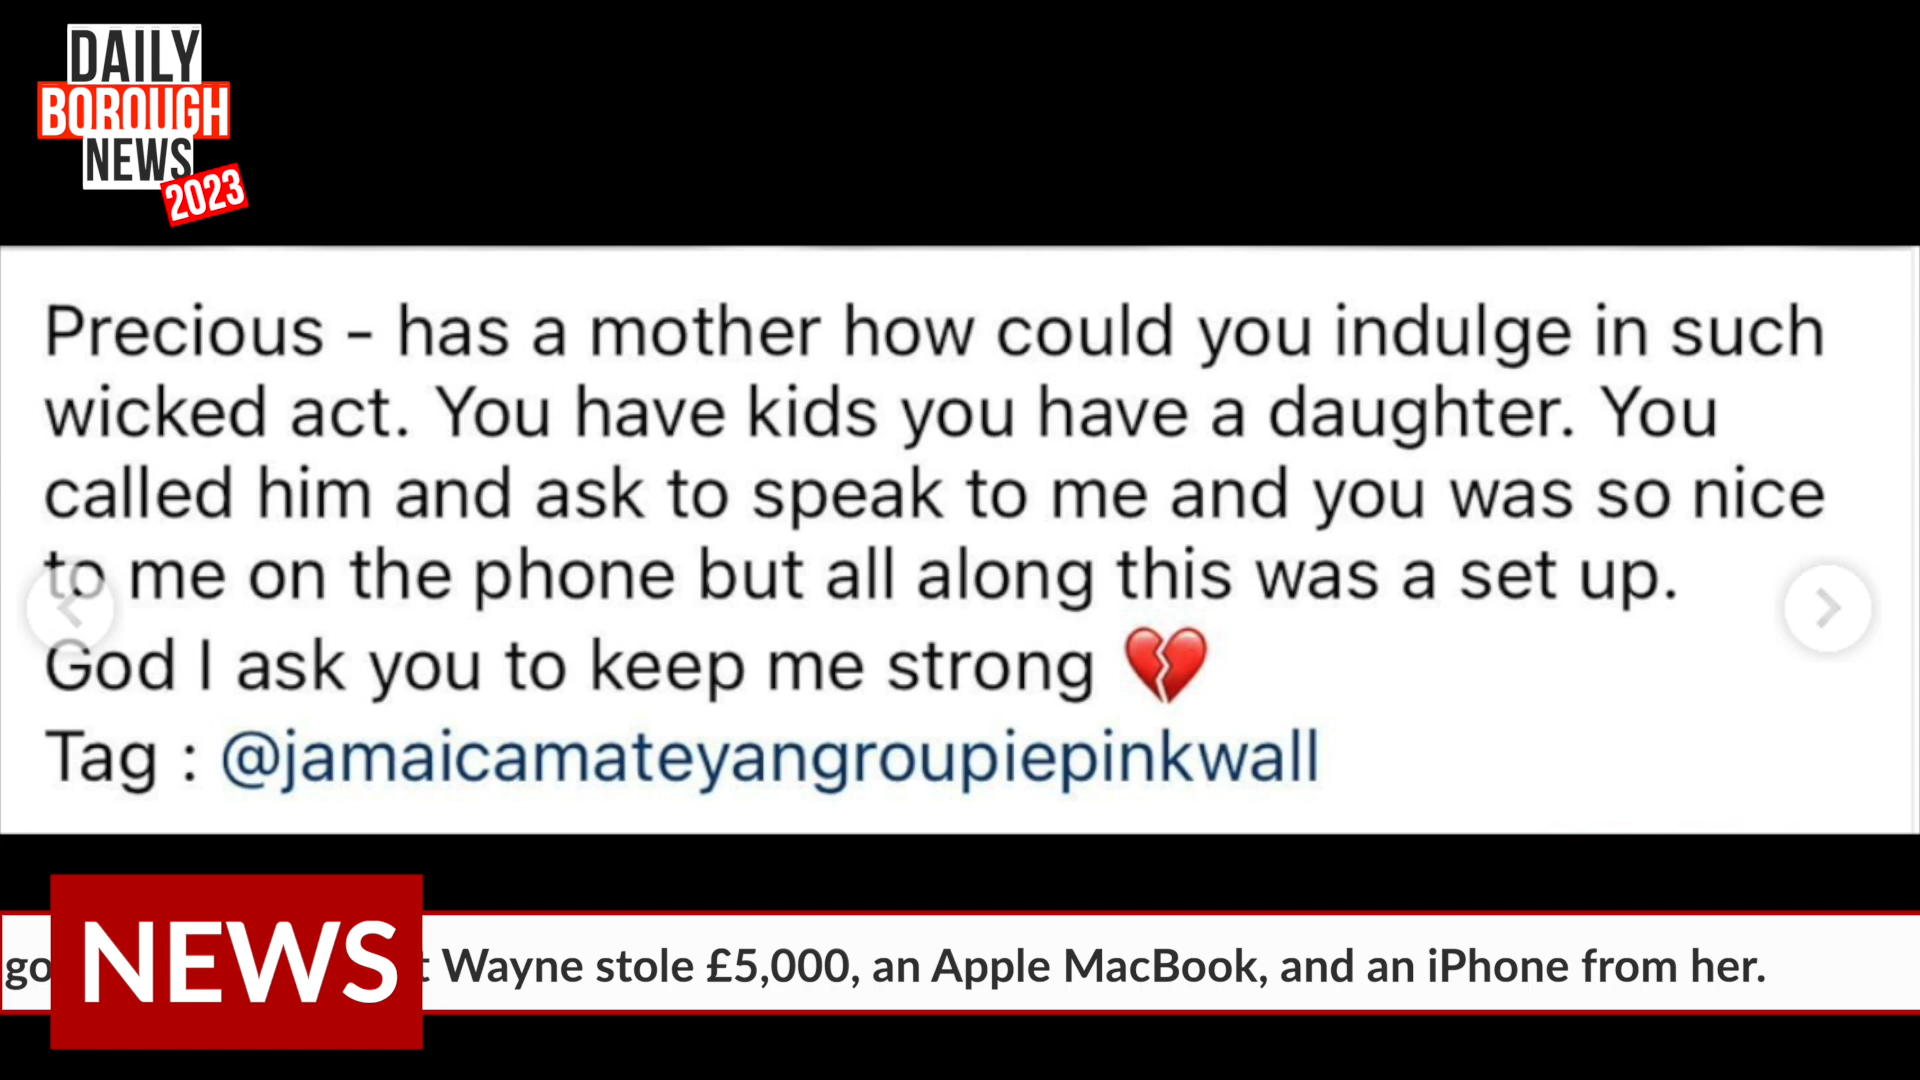 DAILY
BOROUGH
NEWS
2023
Precious - has a mother how could you indulge in such
wicked act. You have kids you have a daughter. You
called him and ask to speak to me and you was so nice
to me on the phone but all along this was a set up.
God I ask you to keep me strong 💔
Tag : @jamaicamateyangroupiepinkwall
NEWS
Wayne stole £5,000, an Apple MacBook, and an iPhone from her.